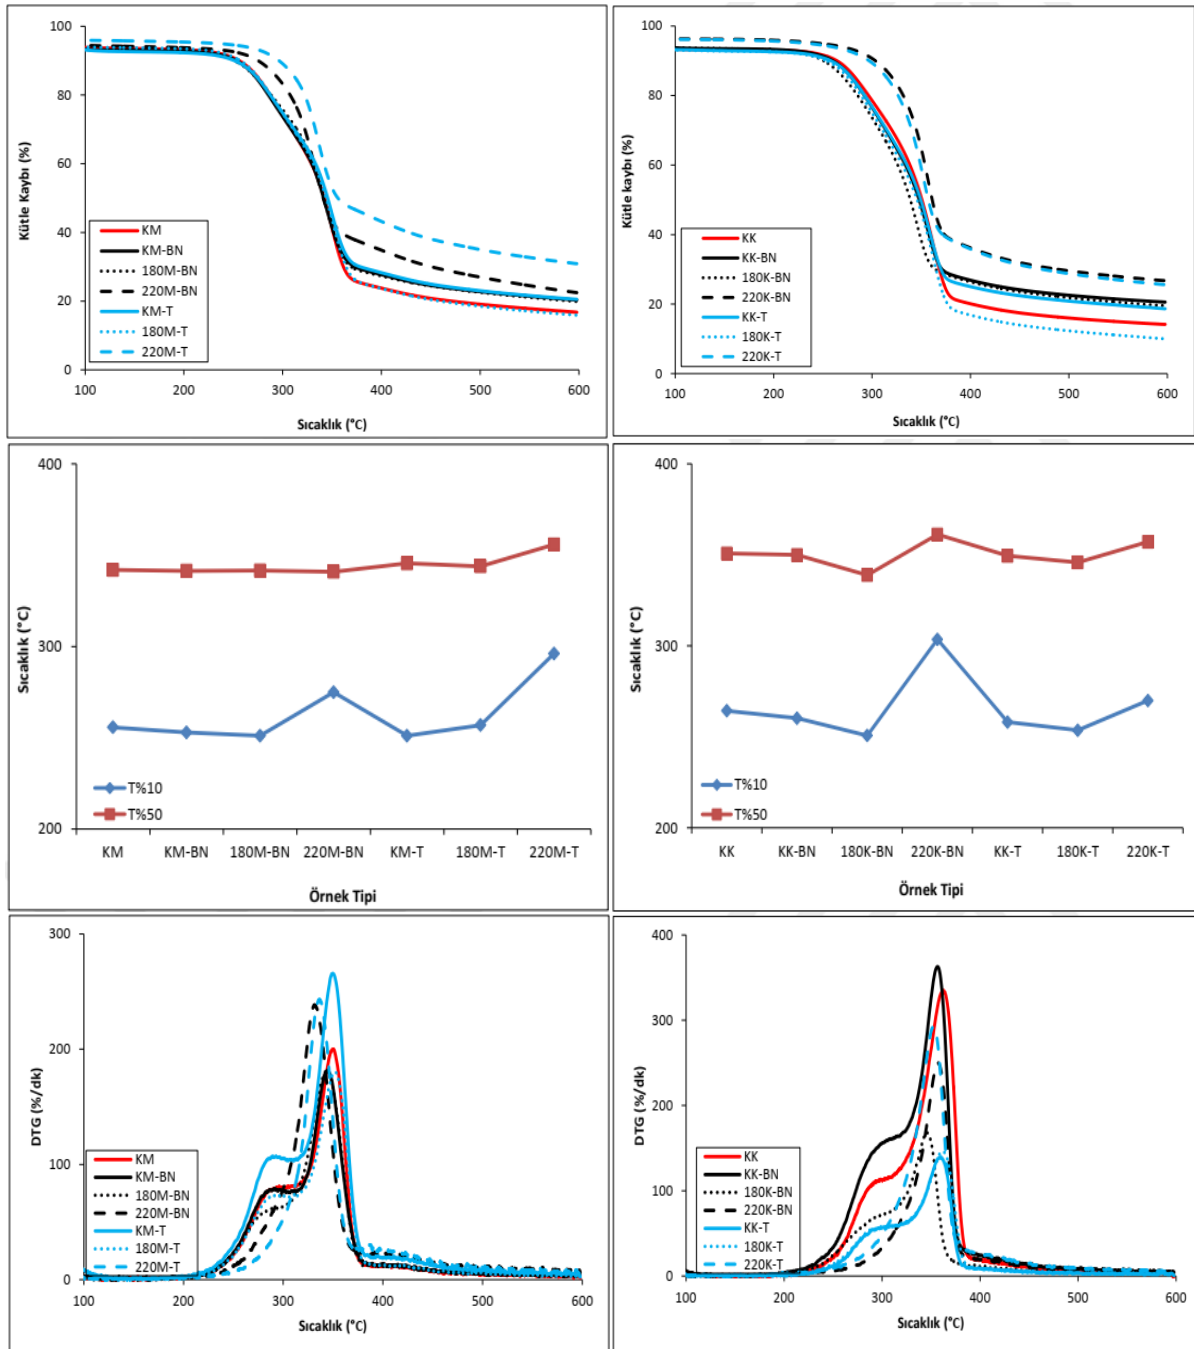 100
80
60
40
20
0
Kütle Kaybı (%)
KM
KM-BN
180M-BN
220M-BN
KM-T
180M-T
220M-T
100 200 300 400 500 600
Sıcaklık (°C)
100
80
60
40
20
0
Kütle kaybı (%)
KK
KK-BN
180K-BN
220K-BN
KK-T
180K-T
220K-T
100 200 300 400 500 600
Sıcaklık (°C)
400
300
200
Sıcaklık (°C)
T%10
T%50
KM KM-BN 180M-BN 220M-BN KM-T 180M-T 220M-T
Örnek Tipi
400
300
200
Sıcaklık (°C)
T%10
T%50
KK KK-BN 180K-BN 220K-BN KK-T 180K-T 220K-T
Örnek Tipi
300
200
100
0
DTG (%/dk)
KM
KM-BN
180M-BN
220M-BN
KM-T
180M-T
220M-T
100 200 300 400 500 600
Sıcaklık (°C)
400
300
200
100
0
DTG (%/dk)
KK
KK-BN
180K-BN
220K-BN
KK-T
180K-T
220K-T
100 200 300 400 500 600
Sıcaklık (°C)